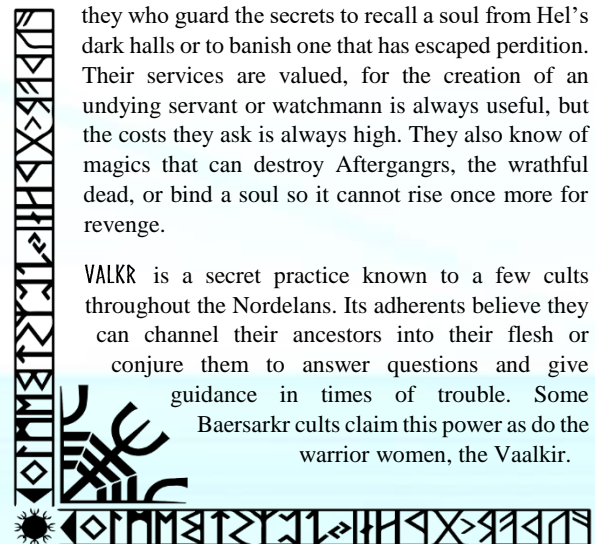 they who guard the secrets to recall a soul from Hel’s
dark halls or to banish one that has escaped perdition.
Their services are valued, for the creation of an
undying servant or watchmann is always useful, but
the costs they ask is always high. They also know of
magics that can destroy Aftergangrs, the wrathful
dead, or bind a soul so it cannot rise once more for
revenge.
VALKR is a secret practice known to a few cults
throughout the Nordelans. Its adherents believe they
can channel their ancestors into their flesh or
conjure them to answer questions and give
guidance in times of trouble. Some
Baersarkr cults claim this power as do the
warrior women, the Vaalkir.